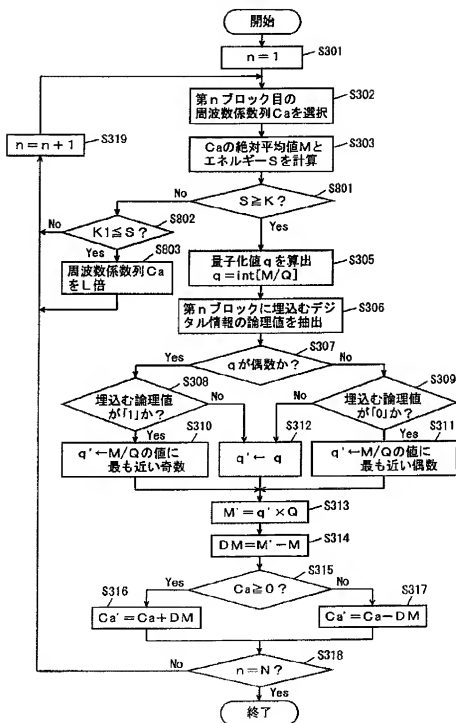 開始
S301
n=1
S302
第nブロック目の
周波数係数列Caを選択
S319
n=n+1
S303
Caの絶対平均値Mと
エネルギーSを計算
S801
No
S≧K?
S802
No
K1≦S?
Yes
S803
Yes
周波数係数列Ca
をL倍
量子化値qを算出
q=int[M/Q]
S305
第nブロックに埋込むデジ
タル情報の論理値を抽出
S306
S307
Yes
qが偶数か?
No
S308
S309
埋込む論理値
が「1」か?
No
No
埋込む論理値
が「0」か?
Yes
S310
S312
Yes
S311
q'←M/Qの値に
最も近い奇数
q'← q
q'←M/Qの値に
最も近い偶数
M'=q'×Q
S313
DM=M'−M
S314
S315
S316
Yes
Ca≧0?
No
S317
Ca'=Ca+DM
Ca'=Ca−DM
S318
No
n=N?
Yes
終了